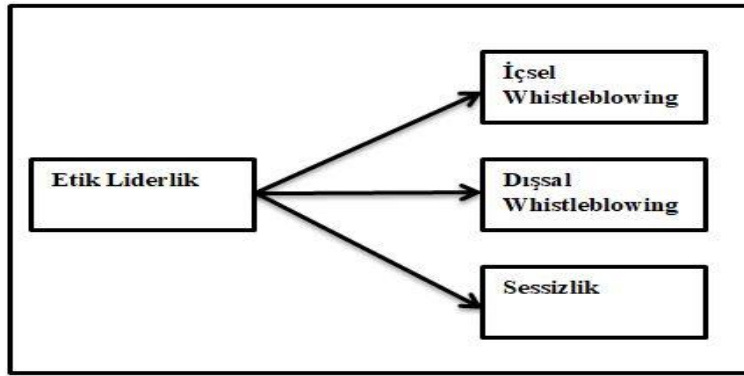 İçsel
Whistleblowing
Etik Liderlik
Dışsal
Whistleblowing
Sessizlik